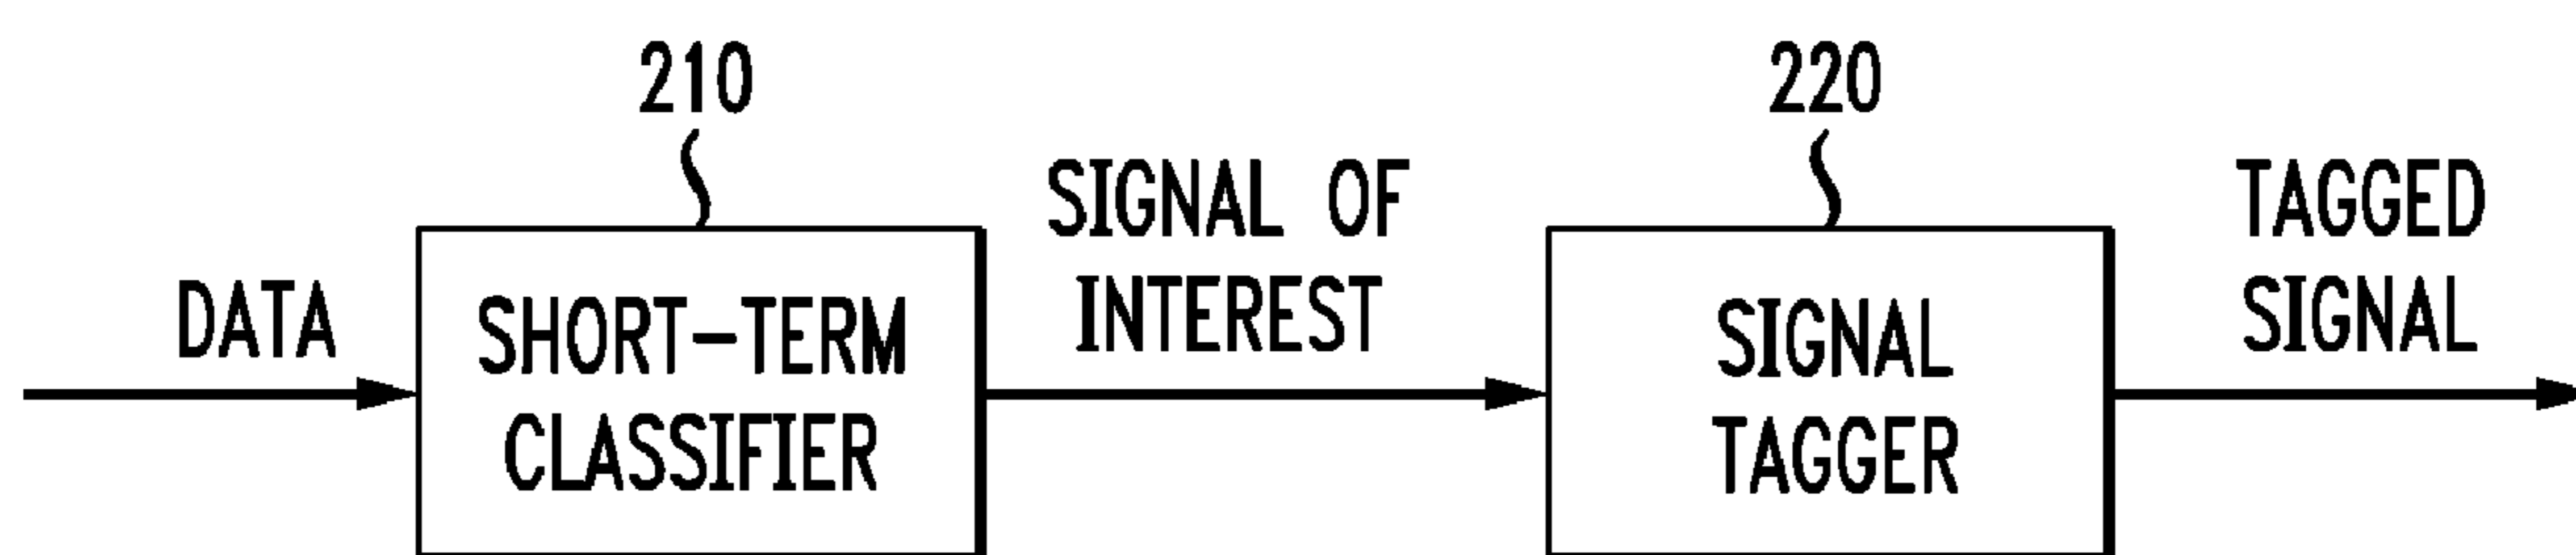 210
220
DATA
SHORT-TERM
CLASSIFIER
SIGNAL OF
INTEREST
SIGNAL
TAGGER
TAGGED
SIGNAL